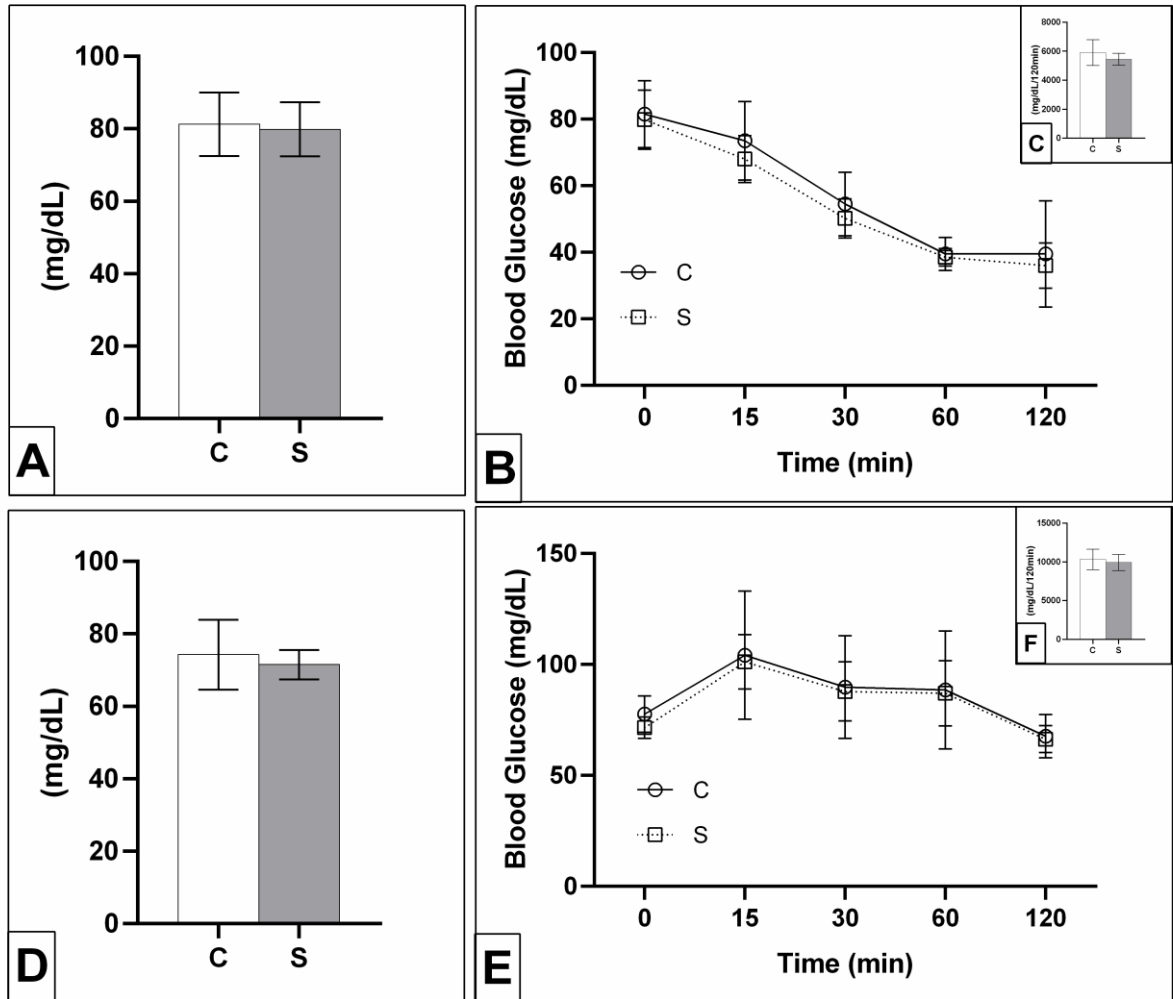 100
80
60
40
20
0
(mg/dL)
C S
A
100
80
60
40
20
0
Blood Glucose (mg/dL)
C
S
0 15 30 60 120
Time (min)
B
8000
6000
4000
2000
0
(mg/dL/120min)
C S
C
100
80
60
40
20
0
(mg/dL)
C S
D
150
100
50
0
Blood Glucose (mg/dL)
C
S
0 15 30 60 120
Time (min)
E
15000
10000
5000
0
(mg/dL/120min)
C S
F